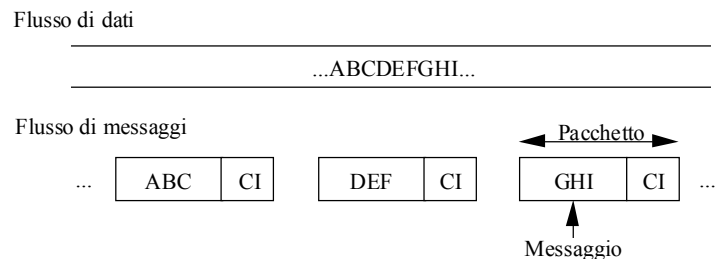 Flusso di dati
...ABCDEFGHI...
Flusso di messaggi
Pacchetto
... ABC CI DEF CI GHI CI ...
Messaggio